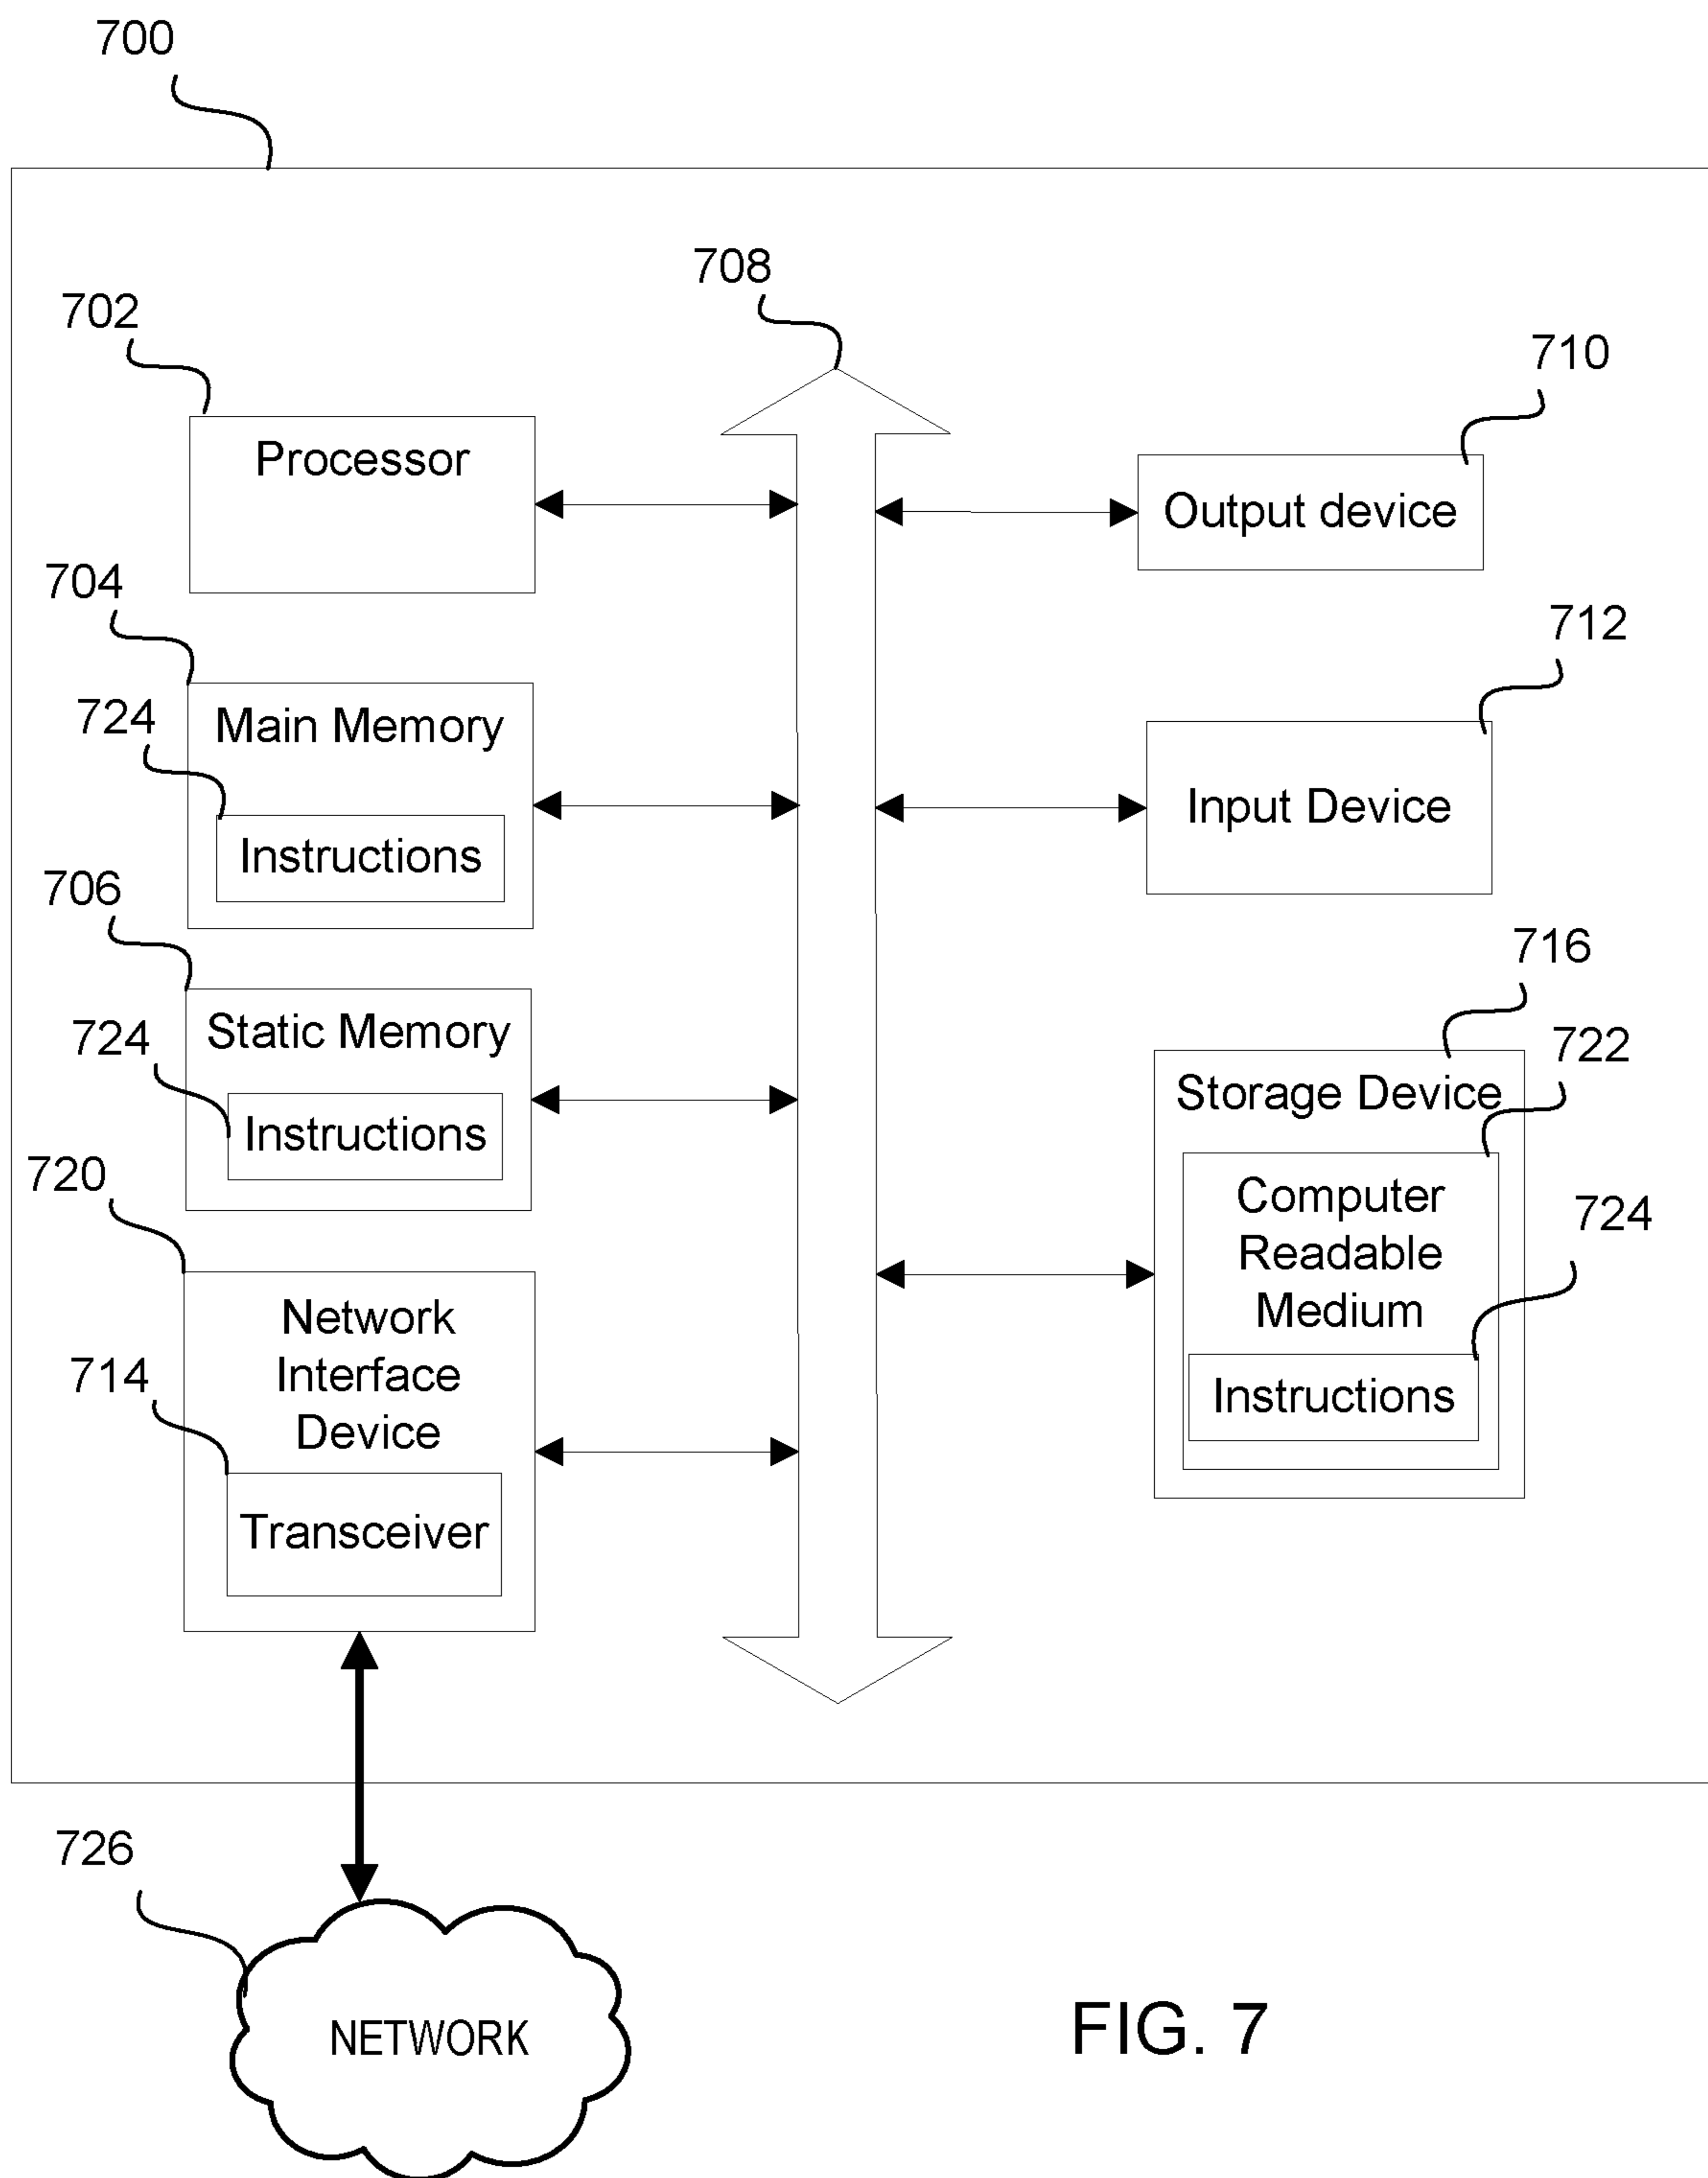 700
708
702
710
Processor
Output device
704
712
724
Main Memory
Input Device
Instructions
706
716
724
Static Memory
722
Storage Device
Instructions
720
Computer
Readable
Medium
724
Network
Interface
Device
714
Instructions
Transceiver
726
NETWORK
FIG. 7